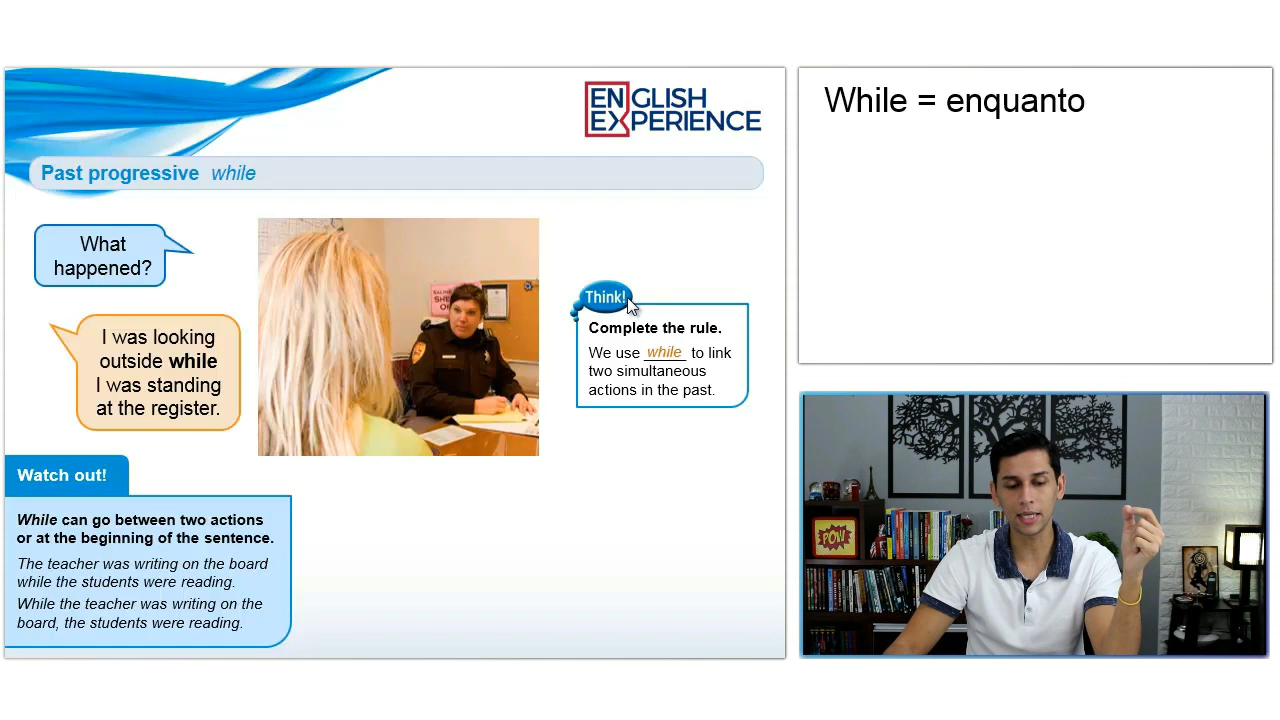 ENGLISH
EXPERIENCE
Past progressive while
What
happened?
I was looking
outside while
I was standing
at the register.
Think!
Complete the rule.
We use while to link
two simultaneous
actions in the past.
Watch out!
While can go between two actions
or at the beginning of the sentence.
The teacher was writing on the board
while the students were reading.
While the teacher was writing on the
board, the students were reading.
While = enquanto
POW